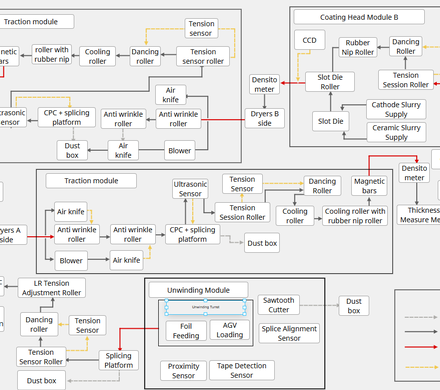 Traction module
netic
ars
roller with
rubber nip
Cooling
roller
Dancing
roller
Tension
sensor
Tension
sensor roller
Air
knife
CPC + splicing
platform
Anti wrinkle
roller
Anti wrinkle
roller
Dust
box
Air
knife
Blower
Densito
meter
Dryers B
side
Coating Head Module B
CCD
Rubber
Nip Roller
Dancing
Roller
Slot Die
Roller
Tension
Session Roller
Slot Die
Cathode Slurry
Supply
Ceramic Slurry
Supply
Traction module
Ultrasonic
Sensor
Tension
Sensor
Dancing
Roller
Magnetic
bars
Densito
meter
Air knife
Tension
Session Roller
Cooling
roller
Cooling roller with
rubber nip roller
Thickness
Measure Me
ryers A
side
Anti wrinkle
roller
Anti wrinkle
roller
CPC + splicing
platform
Dust box
Blower
Air knife
LR Tension
Adjustment Roller
Dancing
roller
Tension
Sensor
Tension
Sensor Roller
Splicing
Platform
Dust box
Unwinding Module
Unwinding Turret
Foil
Feeding
AGV
Loading
Sawtooth
Cutter
Dust
box
Splice Alignment
Sensor
Proximity
Sensor
Tape Detection
Sensor